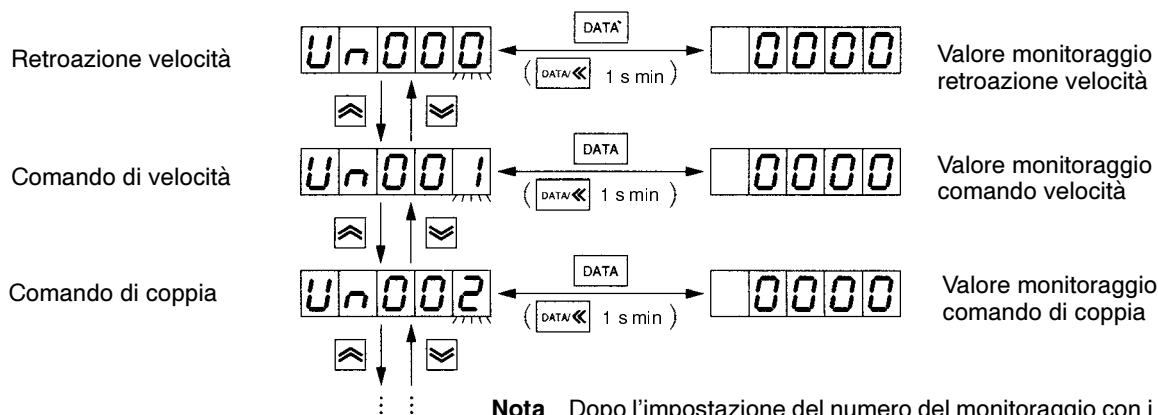 DATA
Retroazione velocità Un000 0000 Valore monitoraggio
retroazione velocità
( DATA/≪ 1 s min )
DATA
Comando di velocità Un001 0000 Valore monitoraggio
comando velocità
( DATA/≪ 1 s min )
DATA
Comando di coppia Un002 0000 Valore monitoraggio
comando di coppia
( DATA/≪ 1 s min )
Nota Dopo l'impostazione del numero del monitoraggio con i